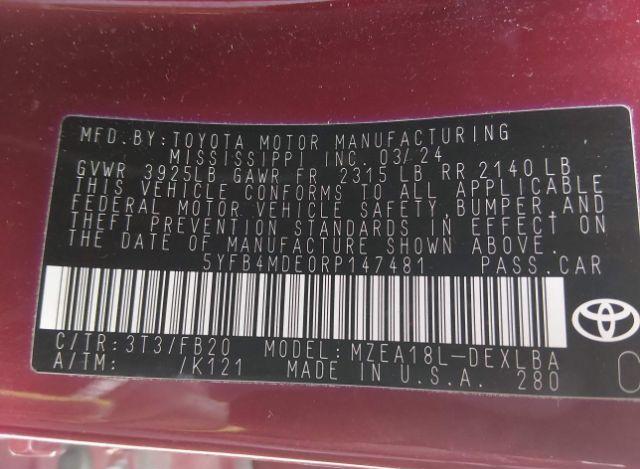 MFD.BY: TOYOTA MOTOR MANUFACTURING
MISSISSIPPI INC. 03/24
GVWR 3925LB GAWR FR 2315 LB RR 2140 LB
THIS VEHICLE CONFORMS TO ALL APPLICABLE
FEDERAL MOTOR VEHICLE SAFETY,BUMPER,AND
THEFT PREVENTION STANDARDS IN EFFECT ON
THE DATE OF MANUFACTURE SHOWN ABOVE.
5YFB4MDE0RP147481 PASS.CAR
C/TR: 3T3/FB20 MODEL: MZEA18L-DEXLBA
A/TM: /K121 MADE IN U.S.A. 280
C